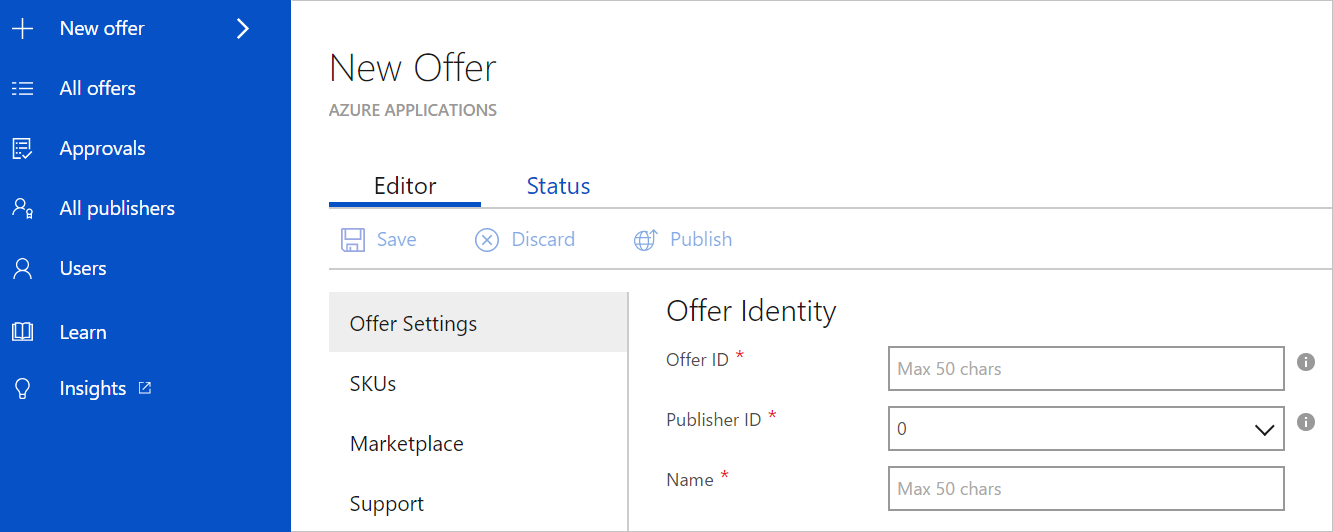 New offer
All offers
Approvals
All publishers
Users
Learn
Insights
New Offer
AZURE APPLICATIONS
Editor Status
Save Discard Publish
Offer Settings
SKUs
Marketplace
Support
Offer Identity
Offer ID * Max 50 chars
Publisher ID * 0
Name * Max 50 chars